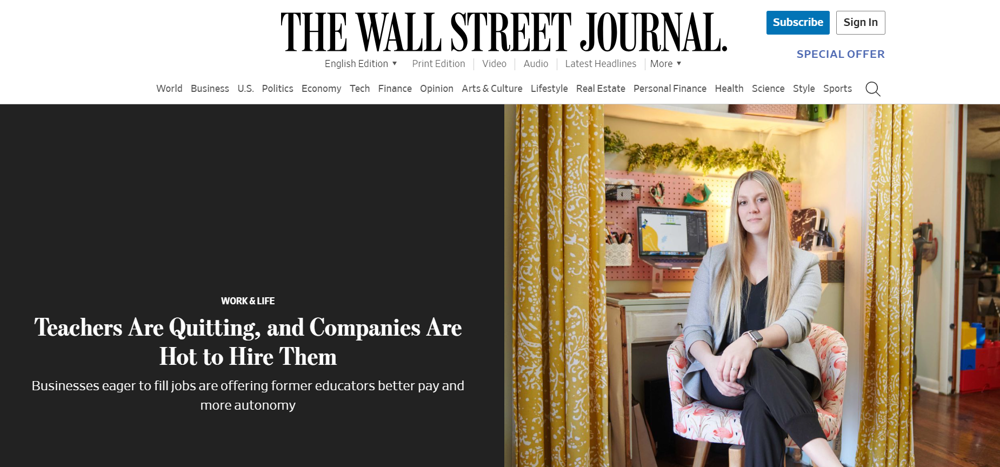 THE WALL STREET JOURNAL.
Subscribe
Sign In
SPECIAL OFFER
English Edition ▼ Print Edition Video Audio Latest Headlines More ▼
World Business U.S. Politics Economy Tech Finance Opinion Arts & Culture Lifestyle Real Estate Personal Finance Health Science Style Sports
WORK & LIFE
Teachers Are Quitting, and Companies Are
Hot to Hire Them
Businesses eager to fill jobs are offering former educators better pay and
more autonomy